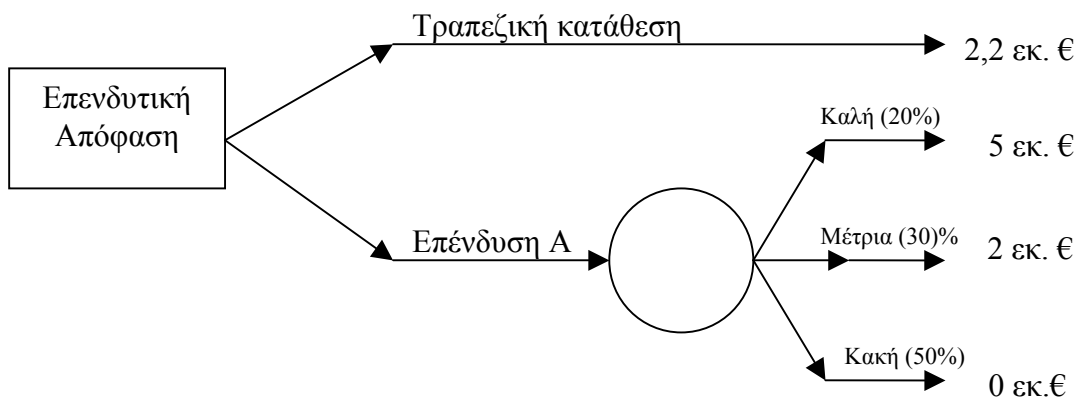 Τραπεζική κατάθεση
2,2 εκ. €
Επενδυτική
Απόφαση
Καλή (20%)
5 εκ. €
Επένδυση Α
Μέτρια (30)%
2 εκ. €
Κακή (50%)
0 εκ.€